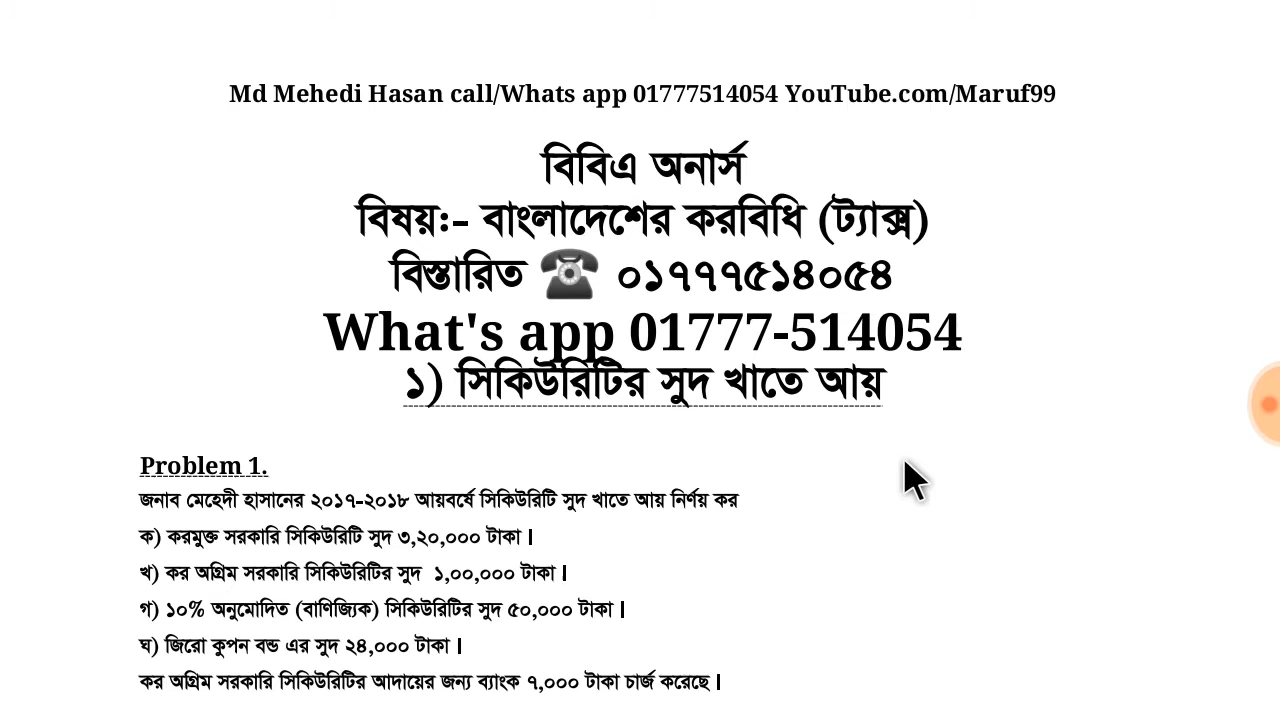 Md Mehedi Hasan call/Whats app 01777514054 YouTube.com/Maruf99
বিবিএ অনার্স
বিষয়ঃ- বাংলাদেশের করবিধি (ট্যাক্স)
বিস্তারিত ☎ ০১৭৭৭৫১৪০৫৪
What's app 01777-514054
১) সিকিউরিটির সুদ খাতে আয়
Problem 1.
জনাব মেহেদী হাসানের ২০১৭-২০১৮ আয়বর্ষে সিকিউরিটি সুদ খাতে আয় নির্ণয় কর
ক) করমুক্ত সরকারি সিকিউরিটি সুদ ৩,২০,০০০ টাকা।
খ) কর অগ্রিম সরকারি সিকিউরিটির সুদ ১,০০,০০০ টাকা।
গ) ১০% অনুমোদিত (বাণিজ্যিক) সিকিউরিটির সুদ ৫০,০০০ টাকা।
ঘ) জিরো কুপন বন্ড এর সুদ ২৪,০০০ টাকা।
কর অগ্রিম সরকারি সিকিউরিটির আদায়ের জন্য ব্যাংক ৭,০০০ টাকা চার্জ করেছে।